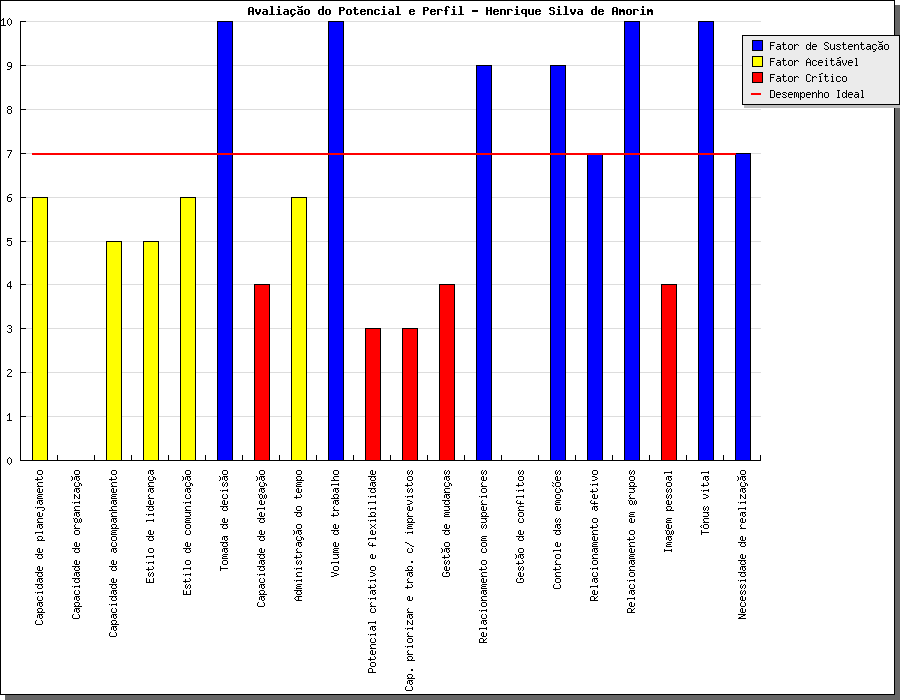 Avaliação do Potencial e Perfil - Henrique Silva de Amorim
Fator de Sustentação
Fator Aceitável
Fator Crítico
Desempenho Ideal
10
9
8
7
6
5
4
3
2
1
0
Capacidade de planejamento
Capacidade de organização
Capacidade de acompanhamento
Estilo de liderança
Estilo de comunicação
Tomada de decisão
Capacidade de delegação
Administração do tempo
Volume de trabalho
Potencial criativo e flexibilidade
Cap. priorizar e trab. c/ imprevistos
Gestão de mudanças
Relacionamento com superiores
Gestão de conflitos
Controle das emoções
Relacionamento afetivo
Relacionamento em grupos
Imagem pessoal
Tônus vital
Necessidade de realização